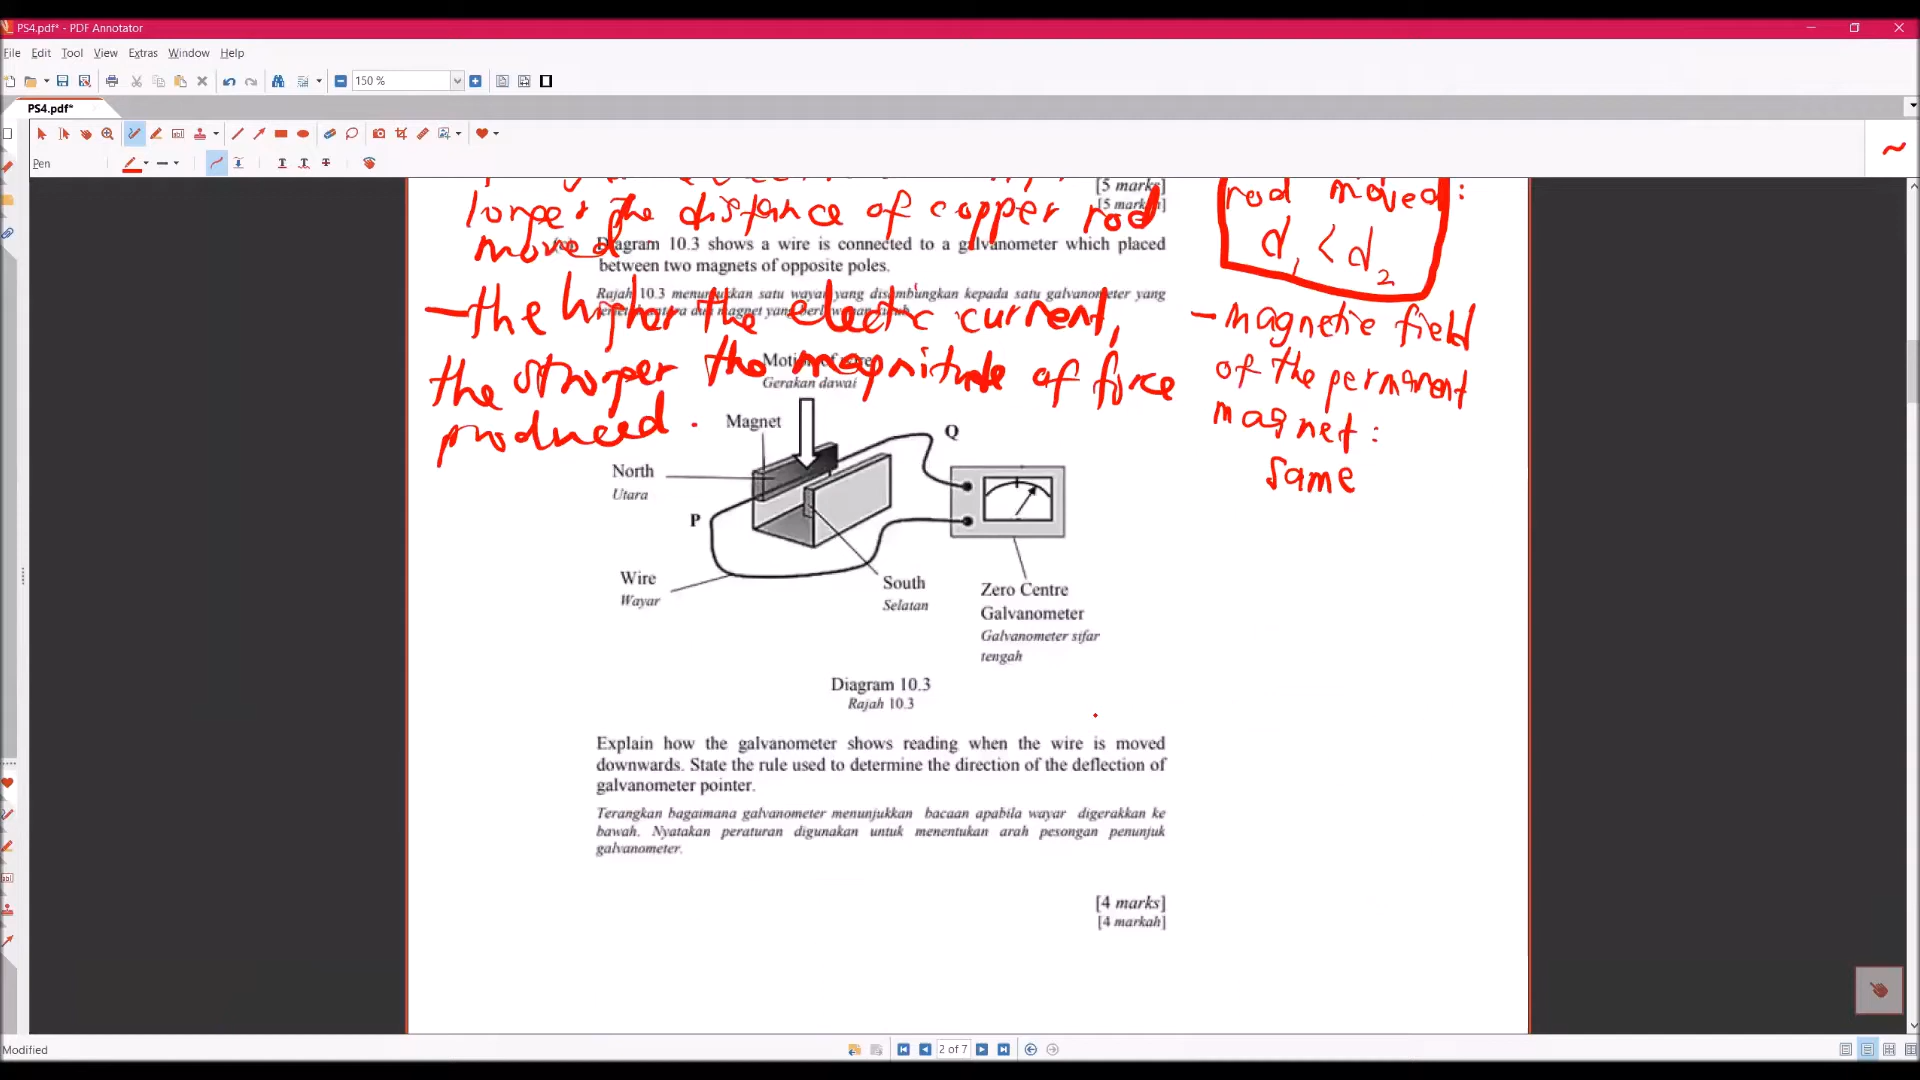 PS4.pdf* - PDF Annotator
File Edit Tool View Extras Window Help
150 %
PS4.pdf*
Pen
[5 marks]
[5 markah]
longer the distance of copper rod
moved
rod moved:
d1 < d2
Diagram 10.3 shows a wire is connected to a galvanometer which placed
between two magnets of opposite poles.
Rajah 10.3 menunjukkan satu wayar yang disambungkan kepada satu galvanometer yang
magnet yang
- the higher the electric current,
the stronger the magnitude of force
produced.
- magnetic field
of the permanent
magnet:
same
Motion of wire
Gerakan dawai
Magnet
Q
North
Utara
P
Wire
Wayar
South
Selatan
Zero Centre
Galvanometer
Galvanometer sifar
tengah
Diagram 10.3
Rajah 10.3
Explain how the galvanometer shows reading when the wire is moved
downwards. State the rule used to determine the direction of the deflection of
galvanometer pointer.
Terangkan bagaimana galvanometer menunjukkan bacaan apabila wayar digerakkan ke
bawah. Nyatakan peraturan digunakan untuk menentukan arah pesongan penunjuk
galvanometer.
[4 marks]
[4 markah]
Modified
2 of 7